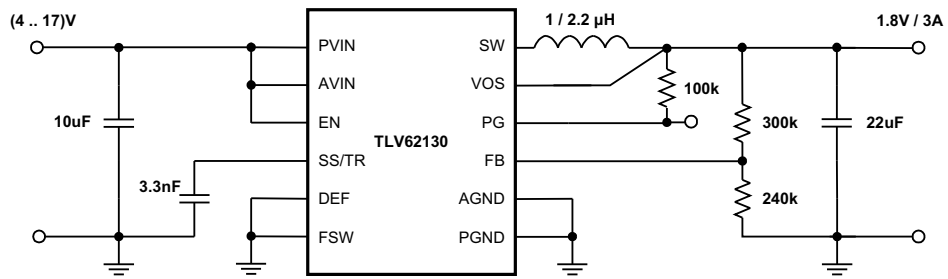 (4 .. 17)V
1 / 2.2 µH
1.8V / 3A
PVIN
SW
AVIN
VOS
100k
10uF
EN
PG
300k
22uF
TLV62130
SS/TR
FB
3.3nF
240k
DEF
AGND
FSW
PGND